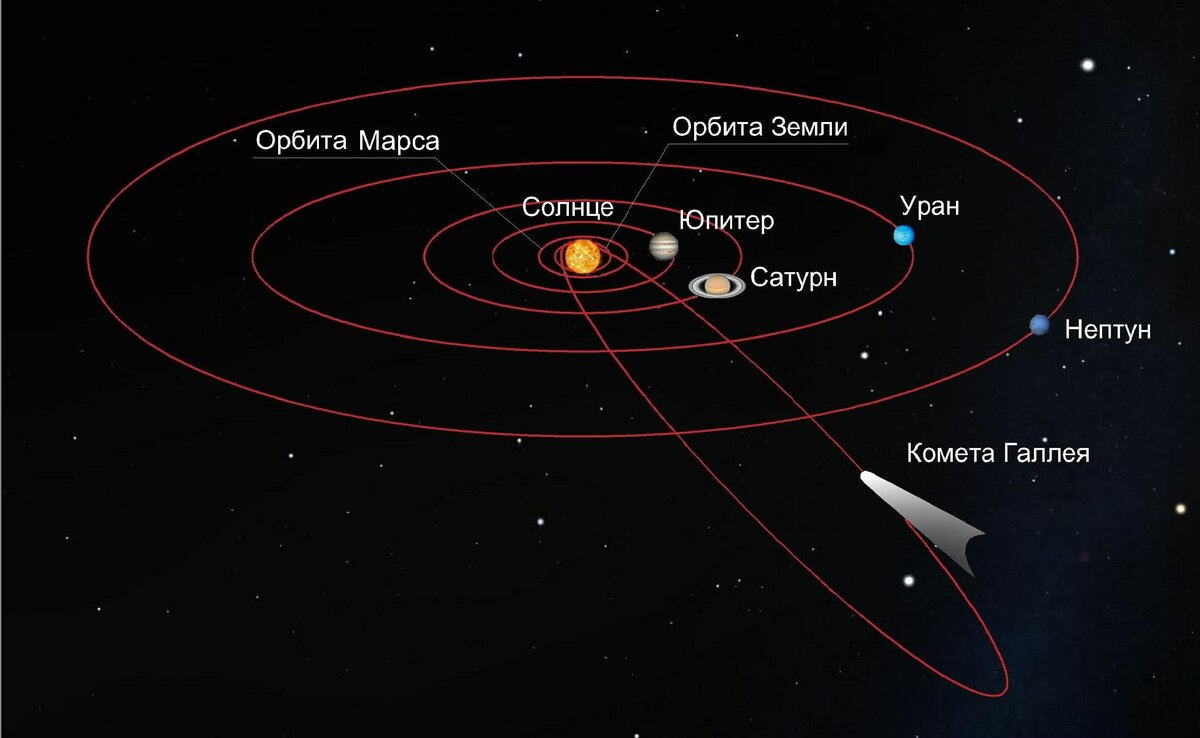 Орбита Марса
Орбита Земли
Солнце
Юпитер
Уран
Сатурн
Нептун
Комета Галлея